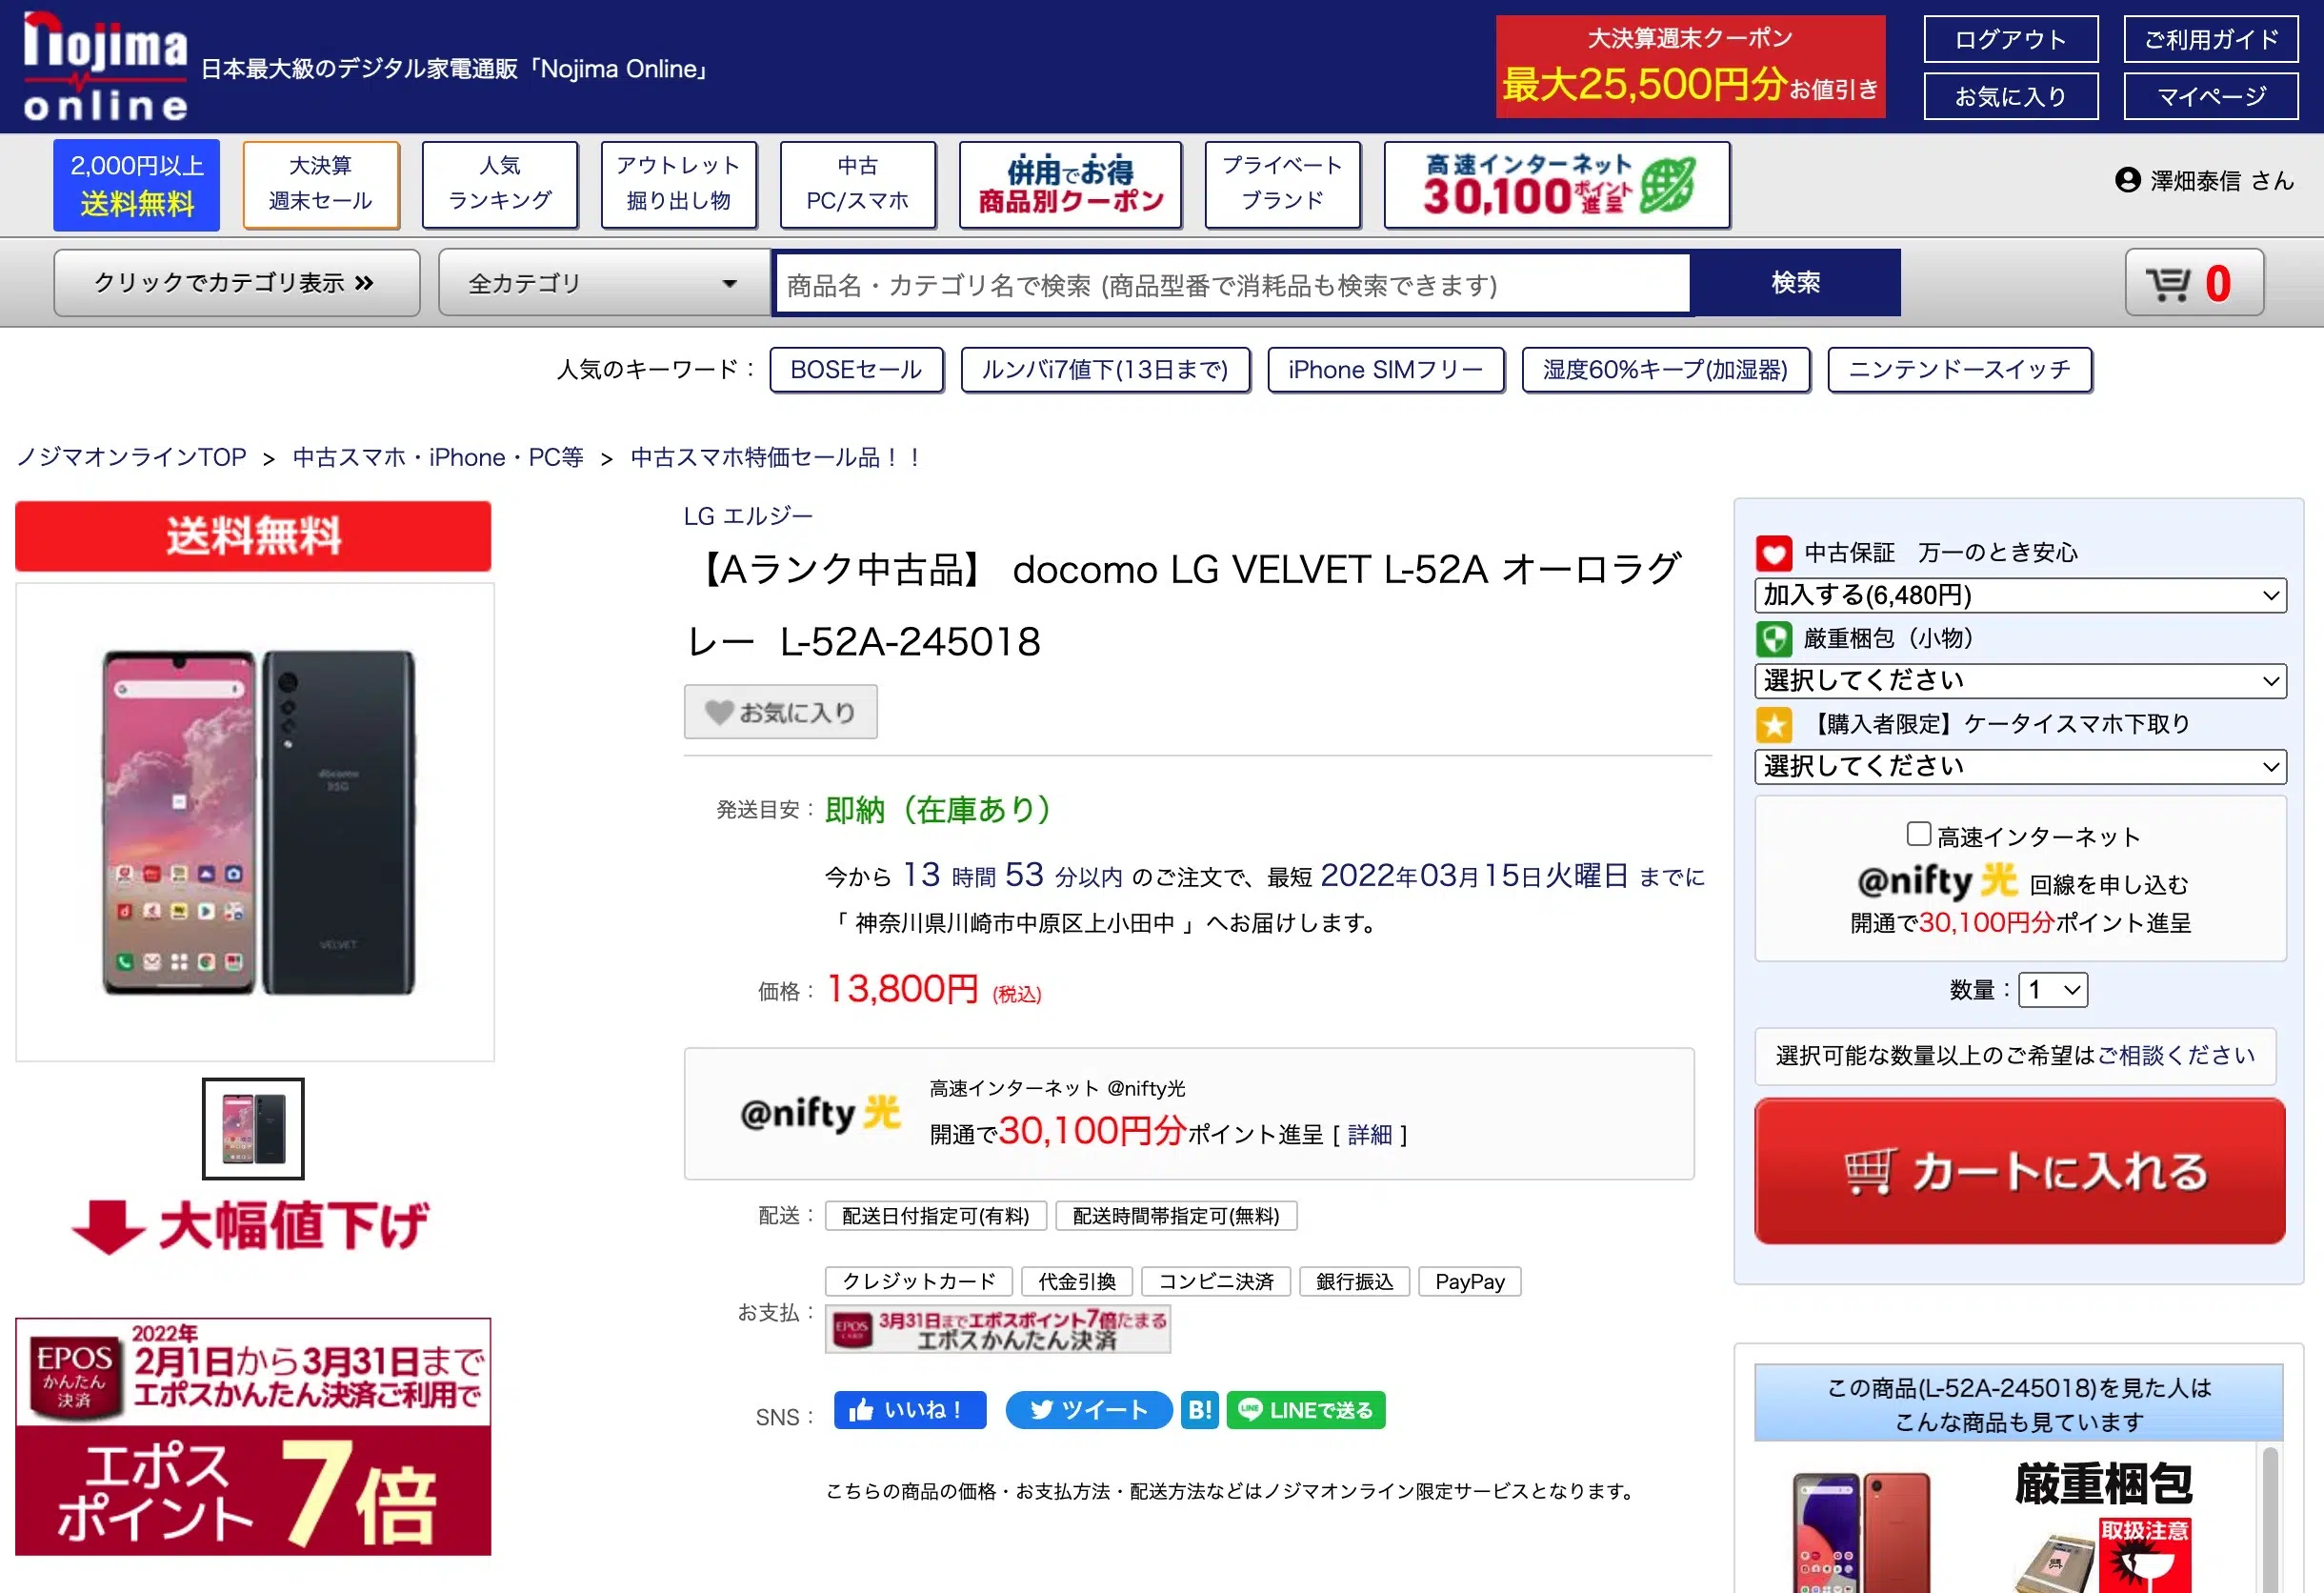 nojima
online
日本最大級のデジタル家電通販「Nojima Online」
大決算週末クーポン
最大25,500円分お値引き
ログアウト
ご利用ガイド
お気に入り
マイページ
2,000円以上
送料無料
大決算
週末セール
人気
ランキング
アウトレット
掘り出し物
中古
PC/スマホ
併用でお得
商品別クーポン
プライベート
ブランド
高速インターネット
30,100ポイント進呈
澤畑泰信 さん
クリックでカテゴリ表示 »
全カテゴリ
商品名・カテゴリ名で検索 (商品型番で消耗品も検索できます)
検索
0
人気のキーワード：
BOSEセール
ルンバi7値下(13日まで)
iPhone SIMフリー
湿度60%キープ(加湿器)
ニンテンドースイッチ
ノジマオンラインTOP > 中古スマホ・iPhone・PC等 > 中古スマホ特価セール品！！
送料無料
docomo
5G
VELVET
大幅値下げ
EPOS
かんたん
決済
2022年
2月1日から3月31日まで
エポスかんたん決済ご利用で
エポス
ポイント
7倍
LG エルジー
【Aランク中古品】 docomo LG VELVET L-52A オーロラグ
レー L-52A-245018
お気に入り
発送目安：即納（在庫あり）
今から 13 時間 53 分以内 のご注文で、最短 2022年03月15日火曜日 までに
「 神奈川県川崎市中原区上小田中 」へお届けします。
価格：13,800円 (税込)
@nifty光
高速インターネット @nifty光
開通で30,100円分ポイント進呈 [ 詳細 ]
配送：
配送日付指定可(有料)
配送時間帯指定可(無料)
お支払：
クレジットカード
代金引換
コンビニ決済
銀行振込
PayPay
EPOS
CARD
3月31日までエポスポイント7倍たまる
エポスかんたん決済
SNS：
いいね！
ツイート
B!
LINE
LINEで送る
こちらの商品の価格・お支払方法・配送方法などはノジマオンライン限定サービスとなります。
中古保証　万一のとき安心
加入する(6,480円)
厳重梱包（小物）
選択してください
【購入者限定】ケータイスマホ下取り
選択してください
高速インターネット
@nifty光 回線を申し込む
開通で30,100円分ポイント進呈
数量：1
選択可能な数量以上のご希望はご相談ください
カートに入れる
この商品(L-52A-245018)を見た人は
こんな商品も見ています
厳重梱包
取扱注意